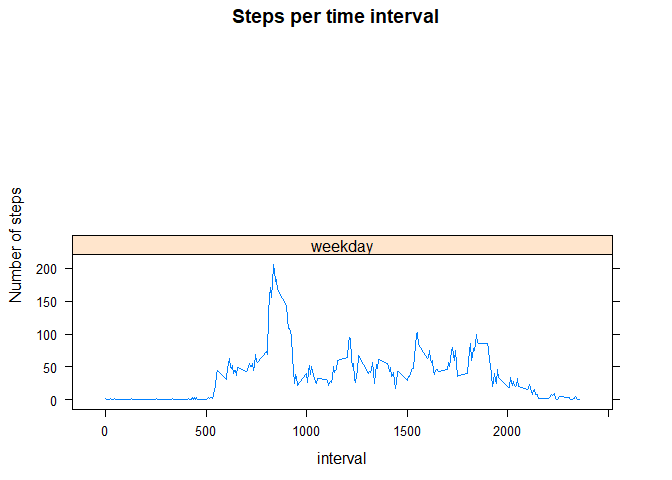 Steps per time interval
Number of steps
weekday
200
150
100
50
0
0 500 1000 1500 2000
interval